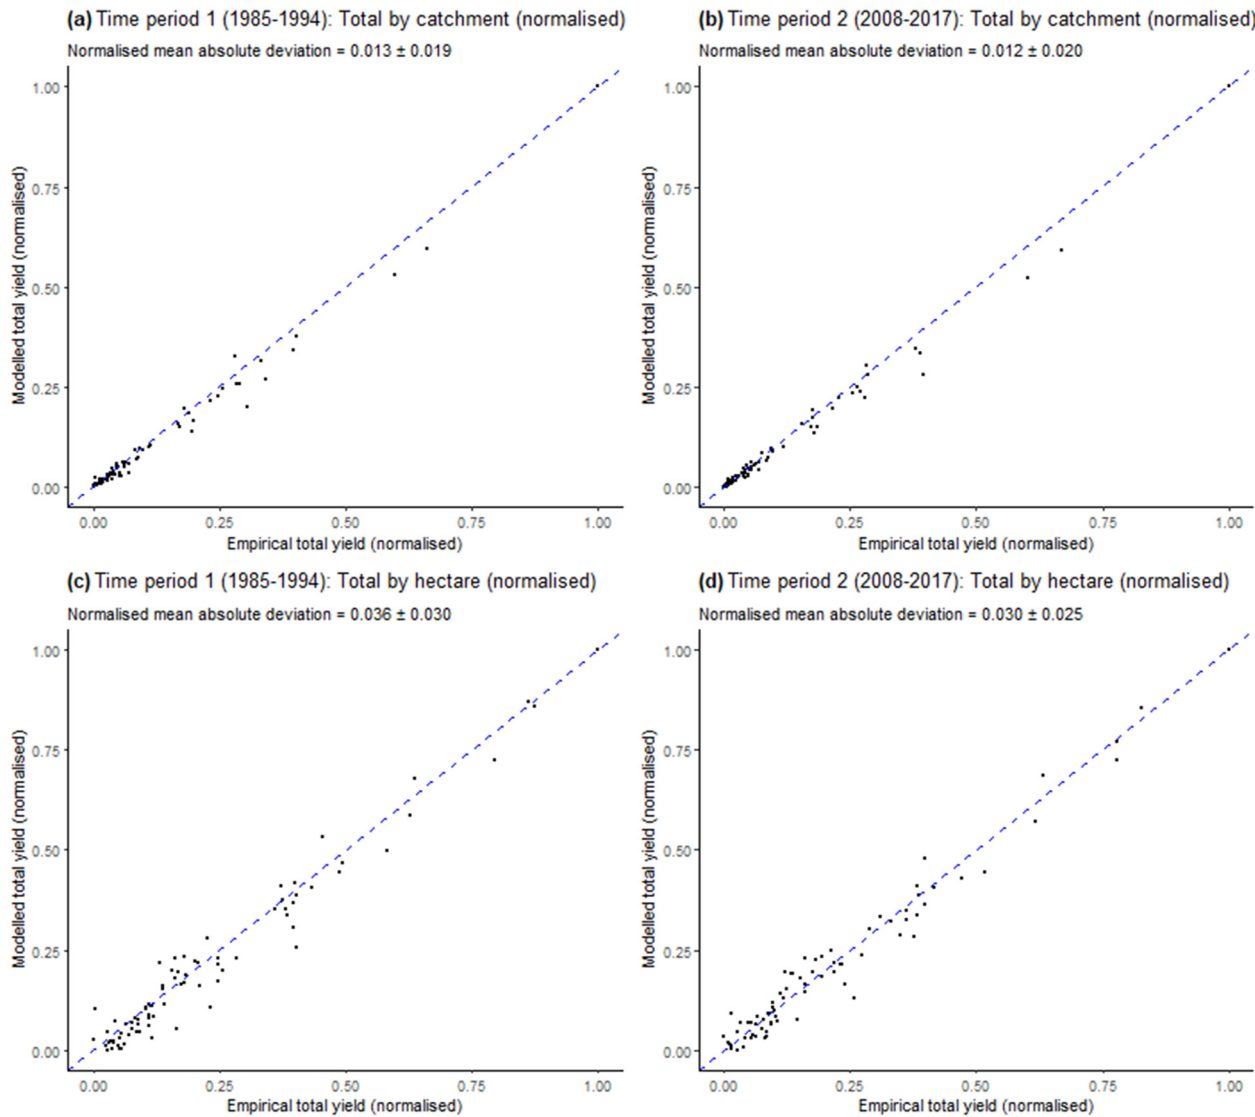 (a) Time period 1 (1985-1994): Total by catchment (normalised)
Normalised mean absolute deviation = 0.013 ± 0.019
1.00
0.75
0.50
0.25
0.00
Modelled total yield (normalised)
0.00 0.25 0.50 0.75 1.00
Empirical total yield (normalised)
(b) Time period 2 (2008-2017): Total by catchment (normalised)
Normalised mean absolute deviation = 0.012 ± 0.020
1.00
0.75
0.50
0.25
0.00
Modelled total yield (normalised)
0.00 0.25 0.50 0.75 1.00
Empirical total yield (normalised)
(c) Time period 1 (1985-1994): Total by hectare (normalised)
Normalised mean absolute deviation = 0.036 ± 0.030
1.00
0.75
0.50
0.25
0.00
Modelled total yield (normalised)
0.00 0.25 0.50 0.75 1.00
Empirical total yield (normalised)
(d) Time period 2 (2008-2017): Total by hectare (normalised)
Normalised mean absolute deviation = 0.030 ± 0.025
1.00
0.75
0.50
0.25
0.00
Modelled total yield (normalised)
0.00 0.25 0.50 0.75 1.00
Empirical total yield (normalised)